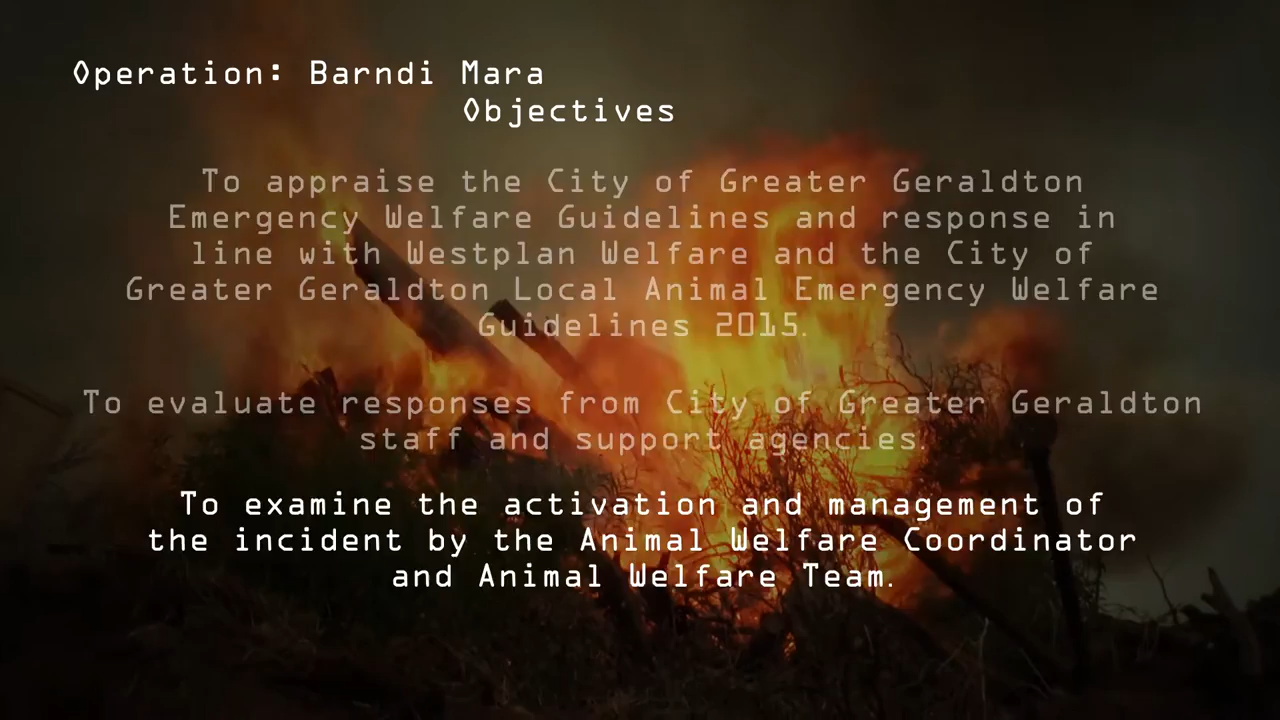 Operation: Barndi Mara
Objectives
To appraise the City of Greater Geraldton
Emergency Welfare Guidelines and response in
line with Westplan Welfare and the City of
Greater Geraldton Local Animal Emergency Welfare
Guidelines 2015.
To evaluate responses from City of Greater Geraldton
staff and support agencies.
To examine the activation and management of
the incident by the Animal Welfare Coordinator
and Animal Welfare Team.